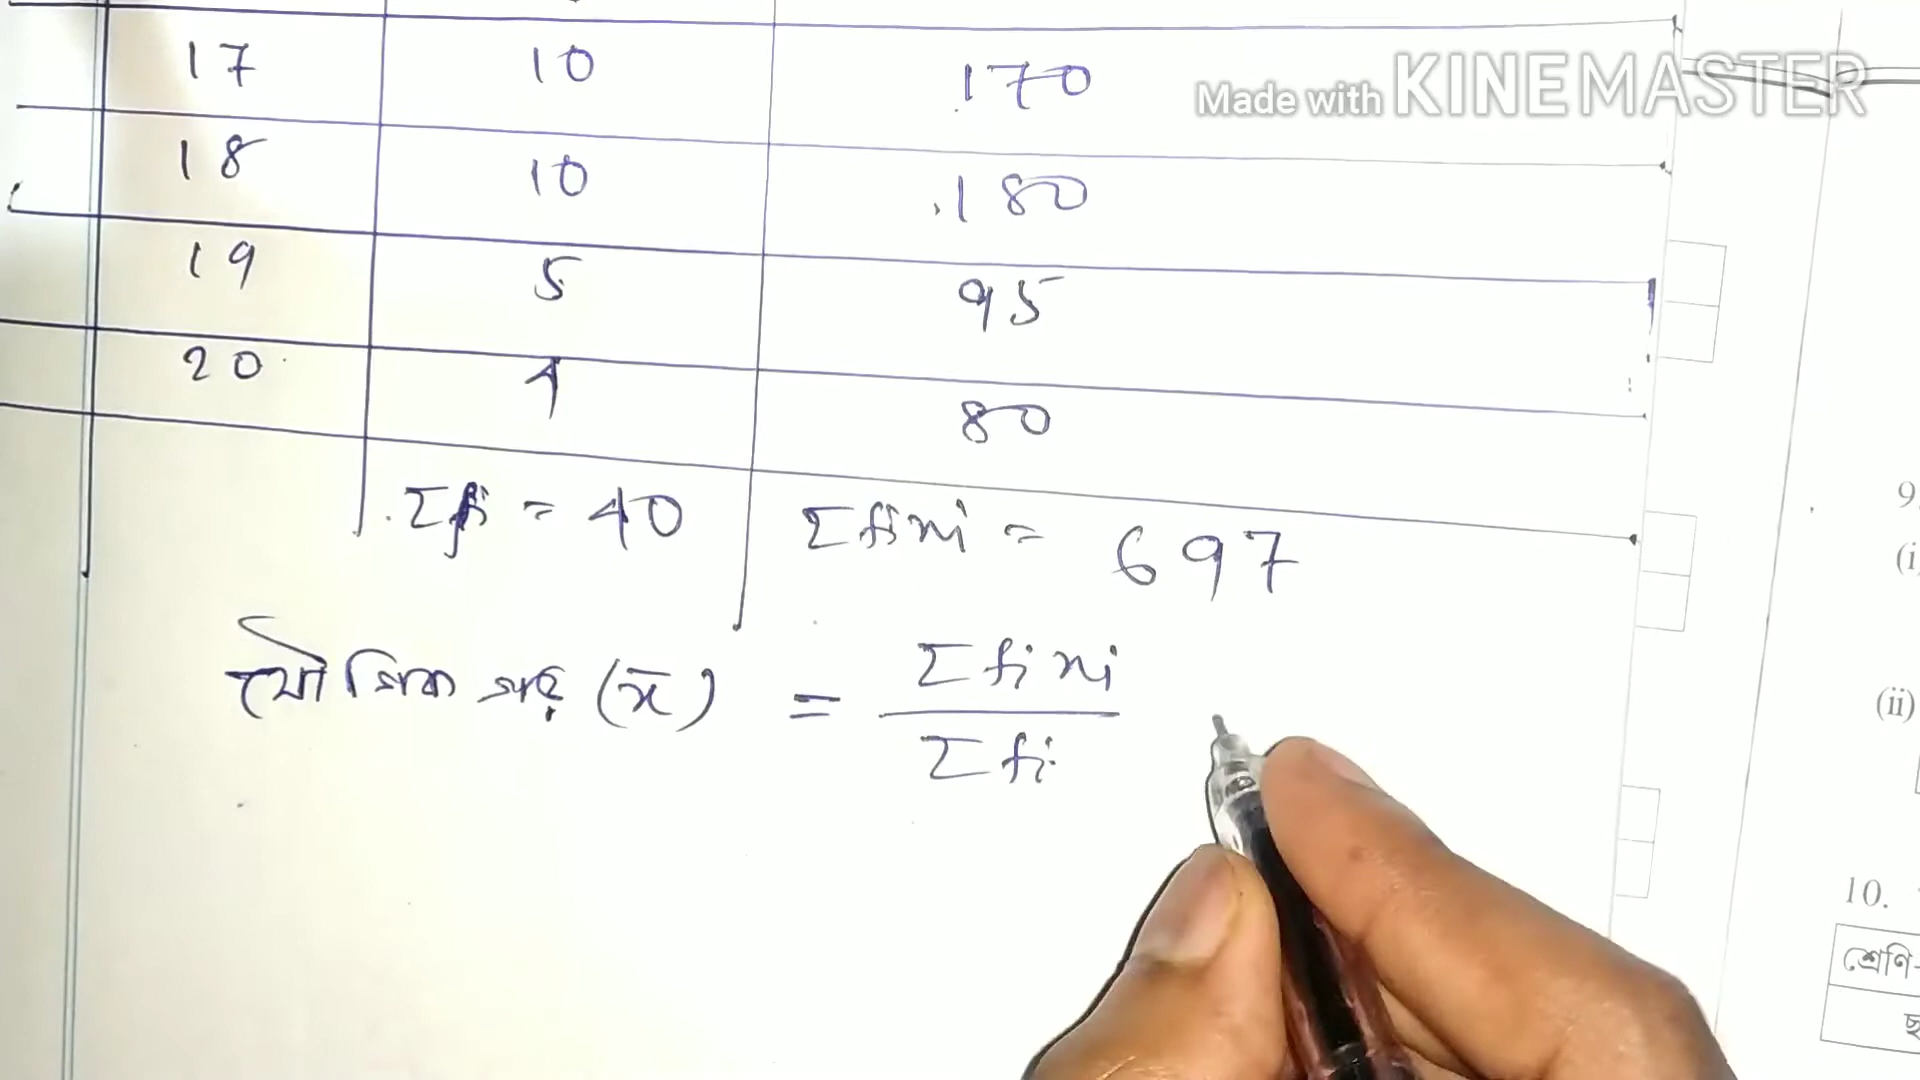 Made with KINEMASTER
17 10 170
18 10 180
19 5 95
20 4 80
Σfi = 40 Σfixi = 697
যৌগিক গড় (x̄) = Σfixi
Σfi
9.
(i
(ii)
10.
শ্রেণি-
ছ